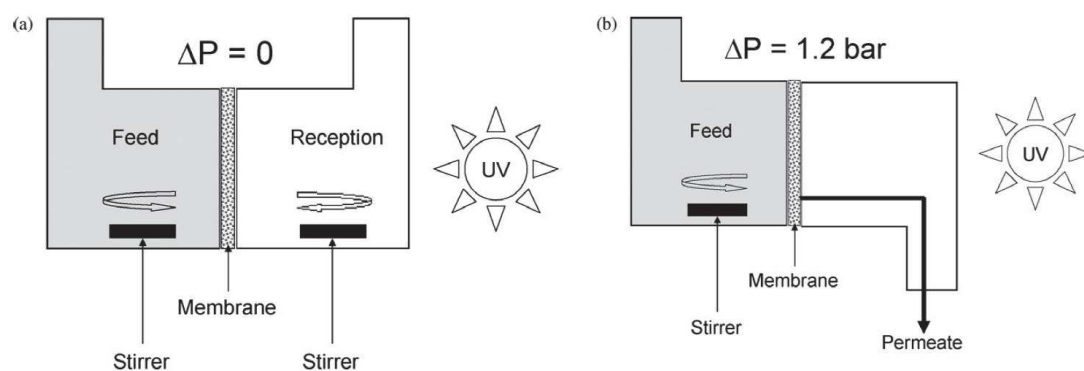 (a)
ΔP = 0
Feed
Reception
UV
Membrane
Stirrer
Stirrer
(b)
ΔP = 1.2 bar
Feed
UV
Membrane
Stirrer
Permeate